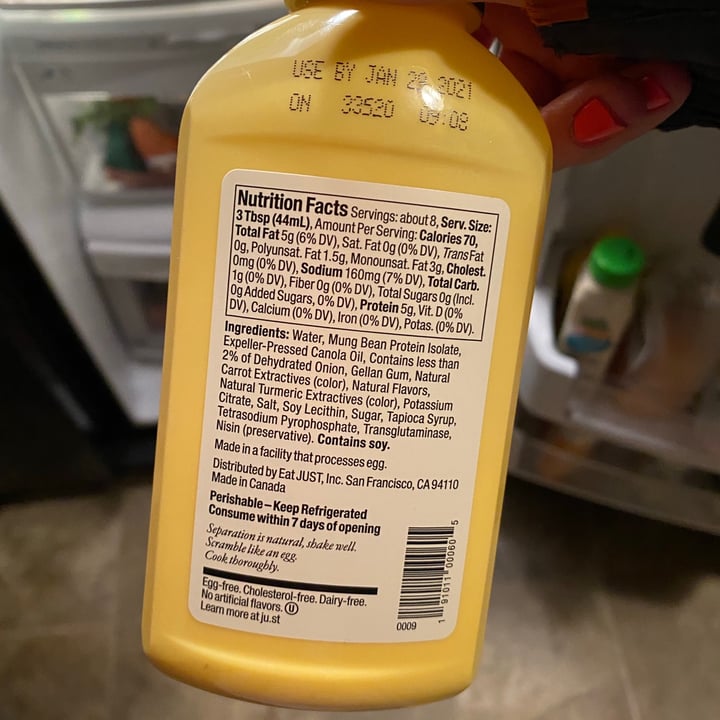 USE BY JAN 2021
ON 33520 09:08
Nutrition Facts Servings: about 8, Serv. Size:
3 Tbsp (44mL), Amount Per Serving: Calories 70,
Total Fat 5g (6% DV), Sat. Fat 0g (0% DV), Trans Fat
0g, Polyunsat. Fat 1.5g, Monounsat. Fat 3g, Cholest.
0mg (0% DV), Sodium 160mg (7% DV), Total Carb.
1g (0% DV), Fiber 0g (0% DV), Total Sugars 0g (Incl.
0g Added Sugars, 0% DV), Protein 5g, Vit. D (0%
DV), Calcium (0% DV), Iron (0% DV), Potas. (0% DV).
Ingredients: Water, Mung Bean Protein Isolate,
Expeller-Pressed Canola Oil, Contains less than
2% of Dehydrated Onion, Gellan Gum, Natural
Carrot Extractives (color), Natural Flavors,
Natural Turmeric Extractives (color), Potassium
Citrate, Salt, Soy Lecithin, Sugar, Tapioca Syrup,
Tetrasodium Pyrophosphate, Transglutaminase,
Nisin (preservative). Contains soy.
Made in a facility that processes egg.
Distributed by Eat JUST, Inc. San Francisco, CA 94110
Made in Canada
Perishable – Keep Refrigerated
Consume within 7 days of opening
Separation is natural, shake well.
Scramble like an egg.
Cook thoroughly.
Egg-free. Cholesterol-free. Dairy-free.
No artificial flavors. U
Learn more at ju.st
0009
1 91011 00060 5